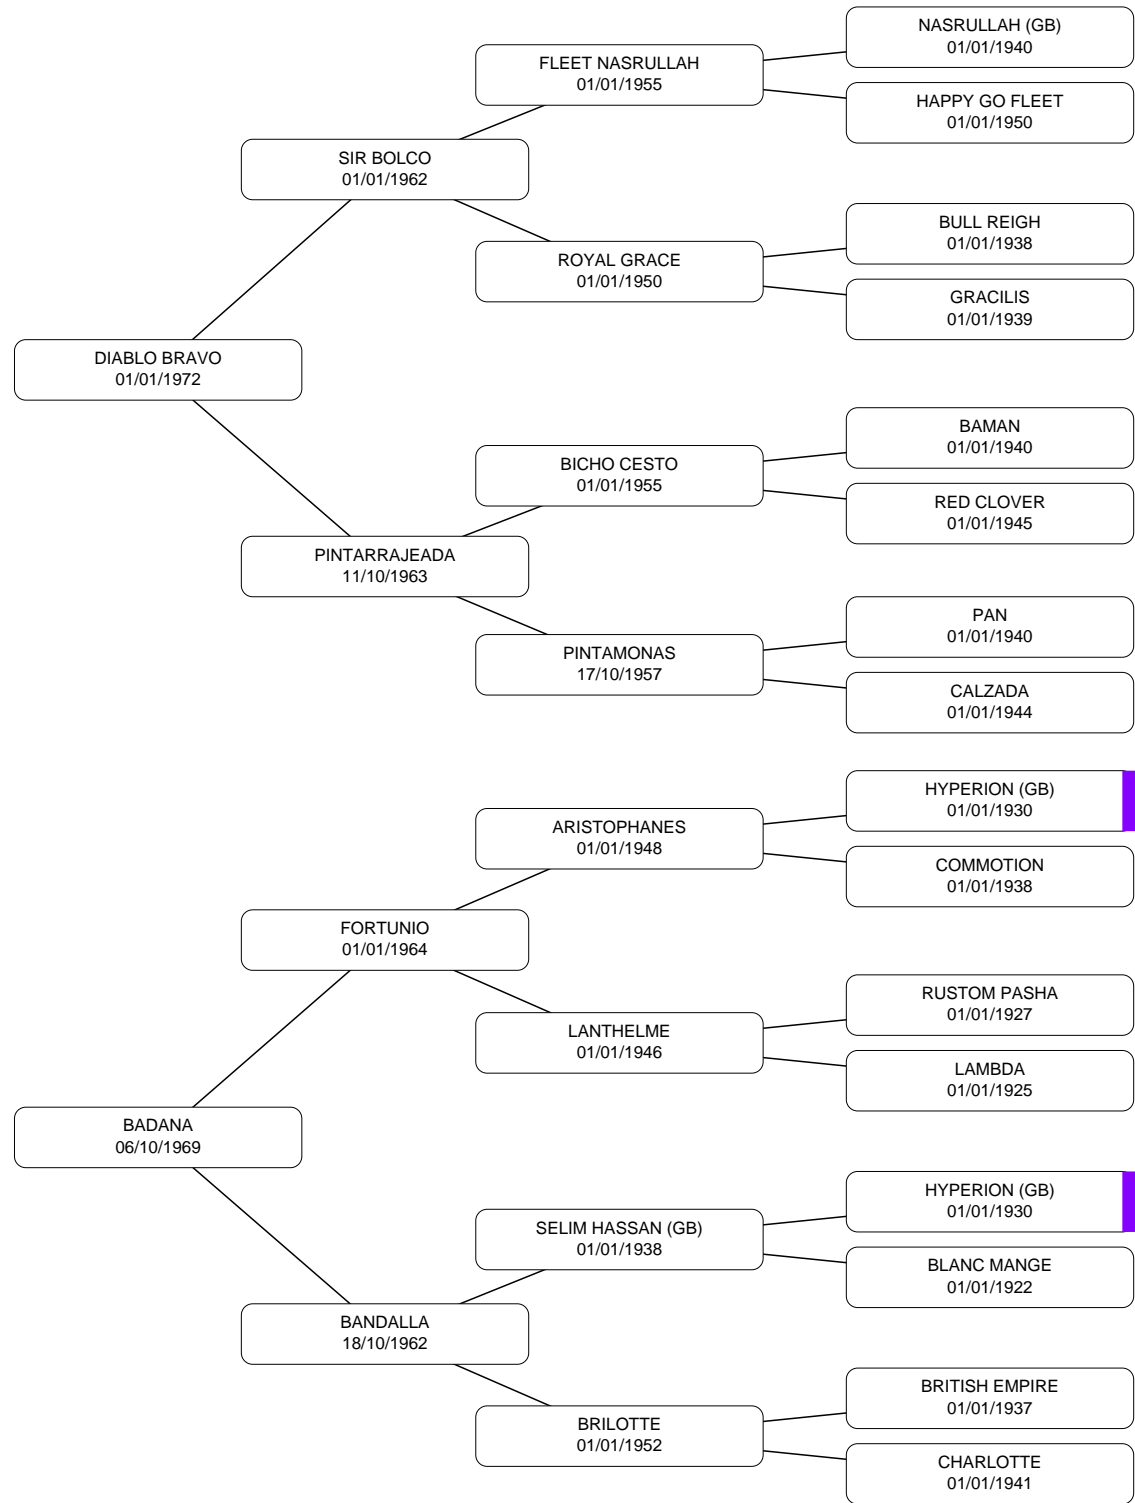 NASRULLAH (GB)
01/01/1940
FLEET NASRULLAH
01/01/1955
HAPPY GO FLEET
01/01/1950
SIR BOLCO
01/01/1962
BULL REIGH
01/01/1938
ROYAL GRACE
01/01/1950
GRACILIS
01/01/1939
DIABLO BRAVO
01/01/1972
BAMAN
01/01/1940
BICHO CESTO
01/01/1955
RED CLOVER
01/01/1945
PINTARRAJEADA
11/10/1963
PAN
01/01/1940
PINTAMONAS
17/10/1957
CALZADA
01/01/1944
HYPERION (GB)
01/01/1930
ARISTOPHANES
01/01/1948
COMMOTION
01/01/1938
FORTUNIO
01/01/1964
RUSTOM PASHA
01/01/1927
LANTHELME
01/01/1946
LAMBDA
01/01/1925
BADANA
06/10/1969
HYPERION (GB)
01/01/1930
SELIM HASSAN (GB)
01/01/1938
BLANC MANGE
01/01/1922
BANDALLA
18/10/1962
BRITISH EMPIRE
01/01/1937
BRILOTTE
01/01/1952
CHARLOTTE
01/01/1941